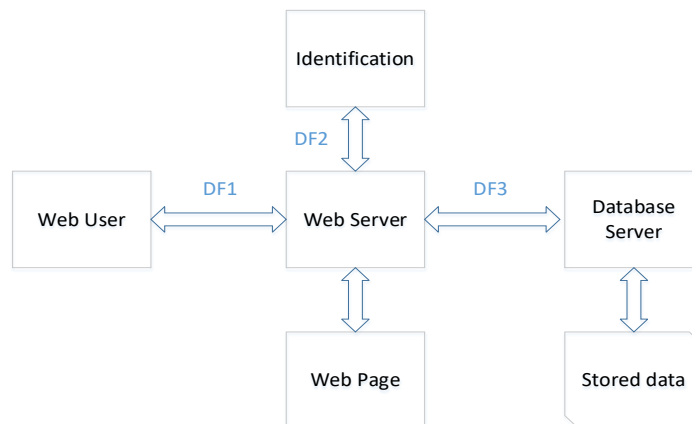 Identification
DF2
DF1
DF3
Web User
Web Server
Database
Server
Web Page
Stored data